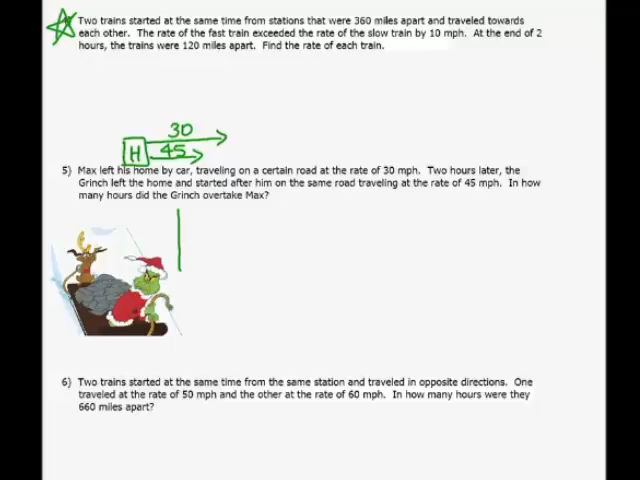 Two trains started at the same time from stations that were 360 miles apart and traveled towards
each other. The rate of the fast train exceeded the rate of the slow train by 10 mph. At the end of 2
hours, the trains were 120 miles apart. Find the rate of each train.
30
H 45
5) Max left his home by car, traveling on a certain road at the rate of 30 mph. Two hours later, the
Grinch left the home and started after him on the same road traveling at the rate of 45 mph. In how
many hours did the Grinch overtake Max?
6) Two trains started at the same time from the same station and traveled in opposite directions. One
traveled at the rate of 50 mph and the other at the rate of 60 mph. In how many hours were they
660 miles apart?